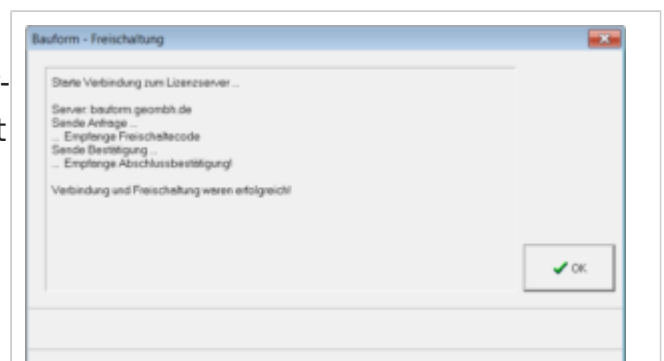 Bauform - Freischaltung
Starte Verbindung zum Lizenzserver ...
Server: bauform.geombh.de
Sende Anfrage ...
... Empfange Freischaltecode
Sende Bestätigung ...
... Empfange Abschlussbestätigung!
Verbindung und Freischaltung waren erfolgreich!
OK
-
t